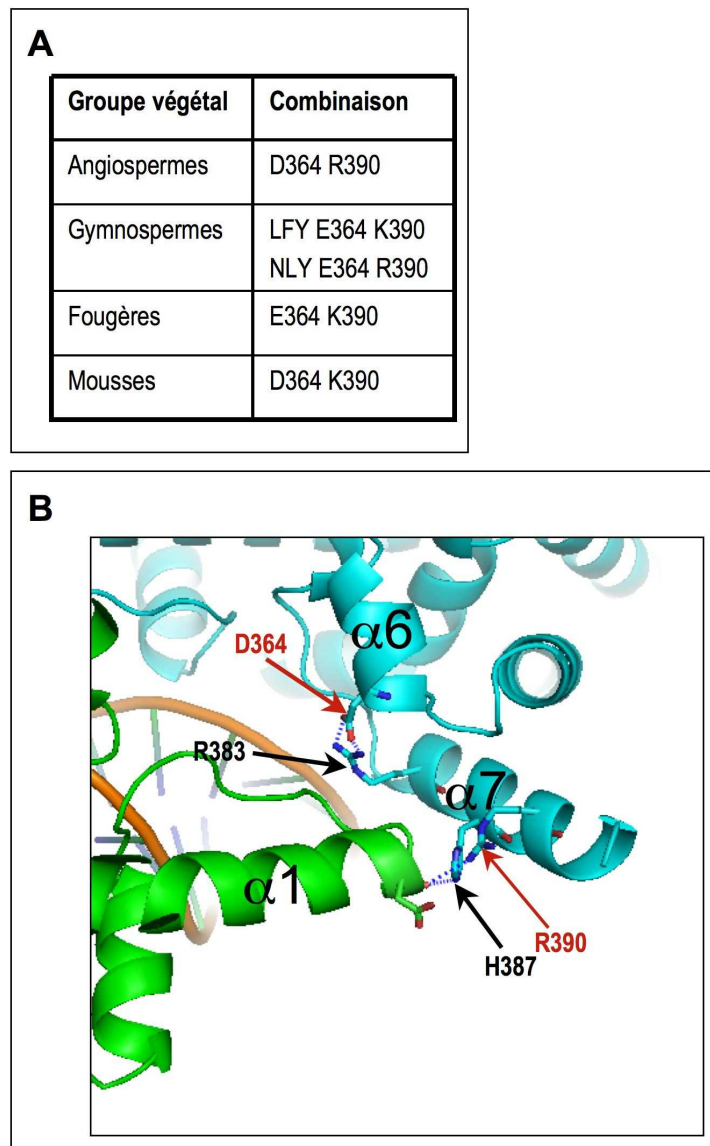 A
Groupe végétal Combinaison
Angiospermes D364 R390
Gymnospermes LFY E364 K390
NLY E364 R390
Fougères E364 K390
Mousses D364 K390
B
α6
D364
R383
α7
α1
R390
H387